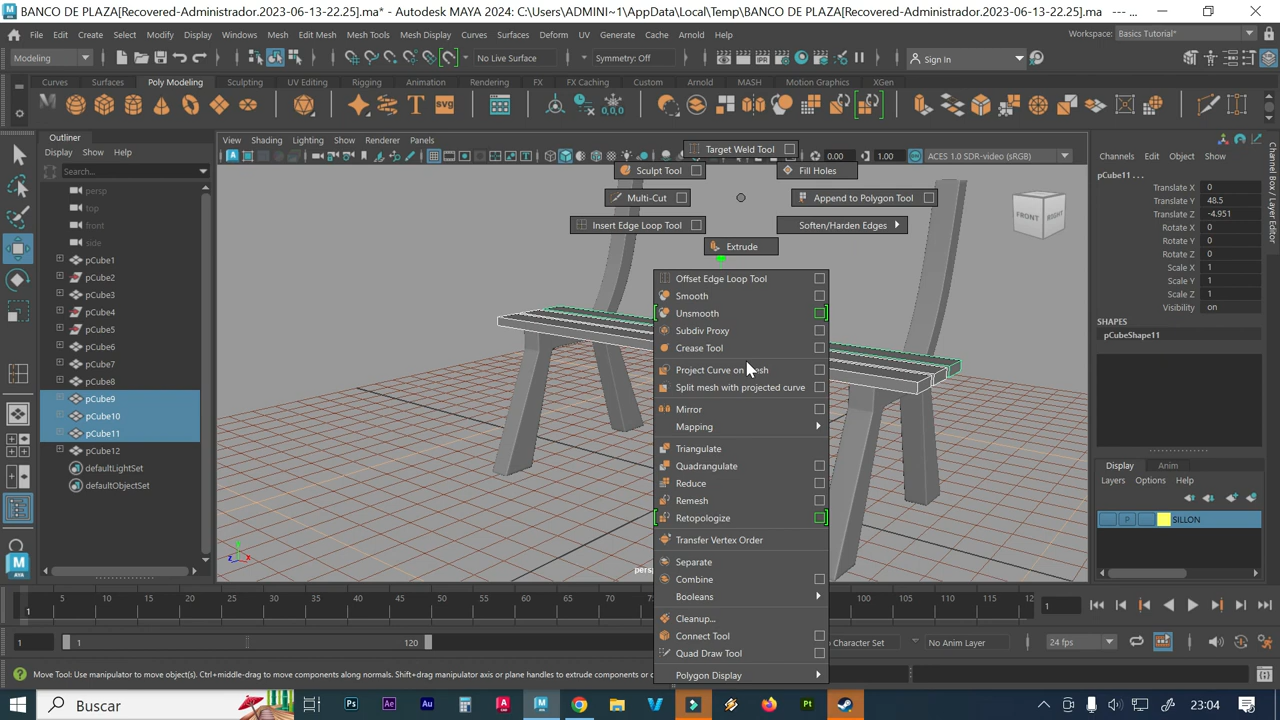 BANCO DE PLAZA[Recovered-Administrador.2023-06-13-22.25].ma* - Autodesk MAYA 2024: C:\Users\ADMINI~1\AppData\Local\Temp\BANCO DE PLAZA[Recovered-Administrador.2023-06-13-22.25].ma --- pCube9...
File Edit Create Select Modify Display Windows Mesh Edit Mesh Mesh Tools Mesh Display Curves Surfaces Deform UV Generate Cache Arnold Help
Workspace: Basics Tutorial*
Modeling
No Live Surface
Symmetry: Off
Sign In
Curves Surfaces Poly Modeling Sculpting UV Editing Rigging Animation Rendering FX FX Caching Custom Arnold MASH Motion Graphics XGen
Outliner
Display Show Help
Search...
persp
top
front
side
pCube1
pCube2
pCube3
pCube4
pCube5
pCube6
pCube7
pCube8
pCube9
pCube10
pCube11
pCube12
defaultLightSet
defaultObjectSet
View Shading Lighting Show Renderer Panels
0.00
1.00
ACES 1.0 SDR-video (sRGB)
Target Weld Tool
Sculpt Tool
Fill Holes
Multi-Cut
Append to Polygon Tool
Insert Edge Loop Tool
Soften/Harden Edges
Extrude
Offset Edge Loop Tool
Smooth
Unsmooth
Subdiv Proxy
Crease Tool
Project Curve on Mesh
Split mesh with projected curve
Mirror
Mapping
Triangulate
Quadrangulate
Reduce
Remesh
Retopologize
Transfer Vertex Order
Separate
Combine
Booleans
Cleanup...
Connect Tool
Quad Draw Tool
Polygon Display
FRONT
RIGHT
Channels Edit Object Show
pCube11 . . .
Translate X 0
Translate Y 48.5
Translate Z -4.951
Rotate X 0
Rotate Y 0
Rotate Z 0
Scale X 1
Scale Y 1
Scale Z 1
Visibility on
SHAPES
pCubeShape11
Channel Box / Layer Editor
Display Anim
Layers Options Help
P
SILLON
5 10 15 20 25 30 35 40 45 50 55 60 65 70 75 100 105 110 115 12
1
1
1
1
120
No Anim Layer
24 fps
Move Tool: Use manipulator to move object(s). Ctrl+middle-drag to move components along normals. Shift+drag manipulator axis or plane handles to extrude components or
Buscar
Ps
Ae
Au
Pt
ESP
23:04